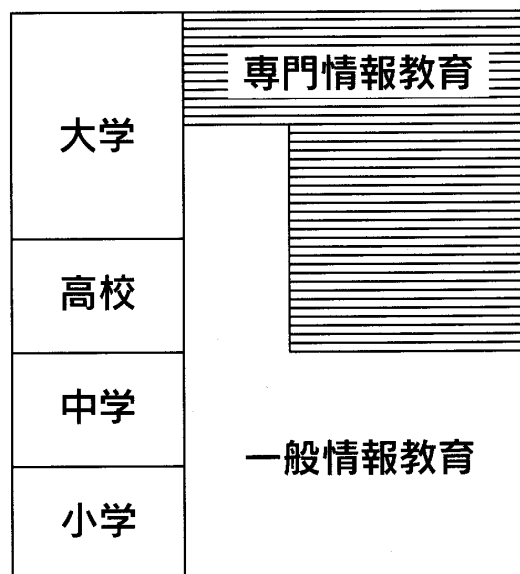 専門情報教育
大学
高校
中学
一般情報教育
小学